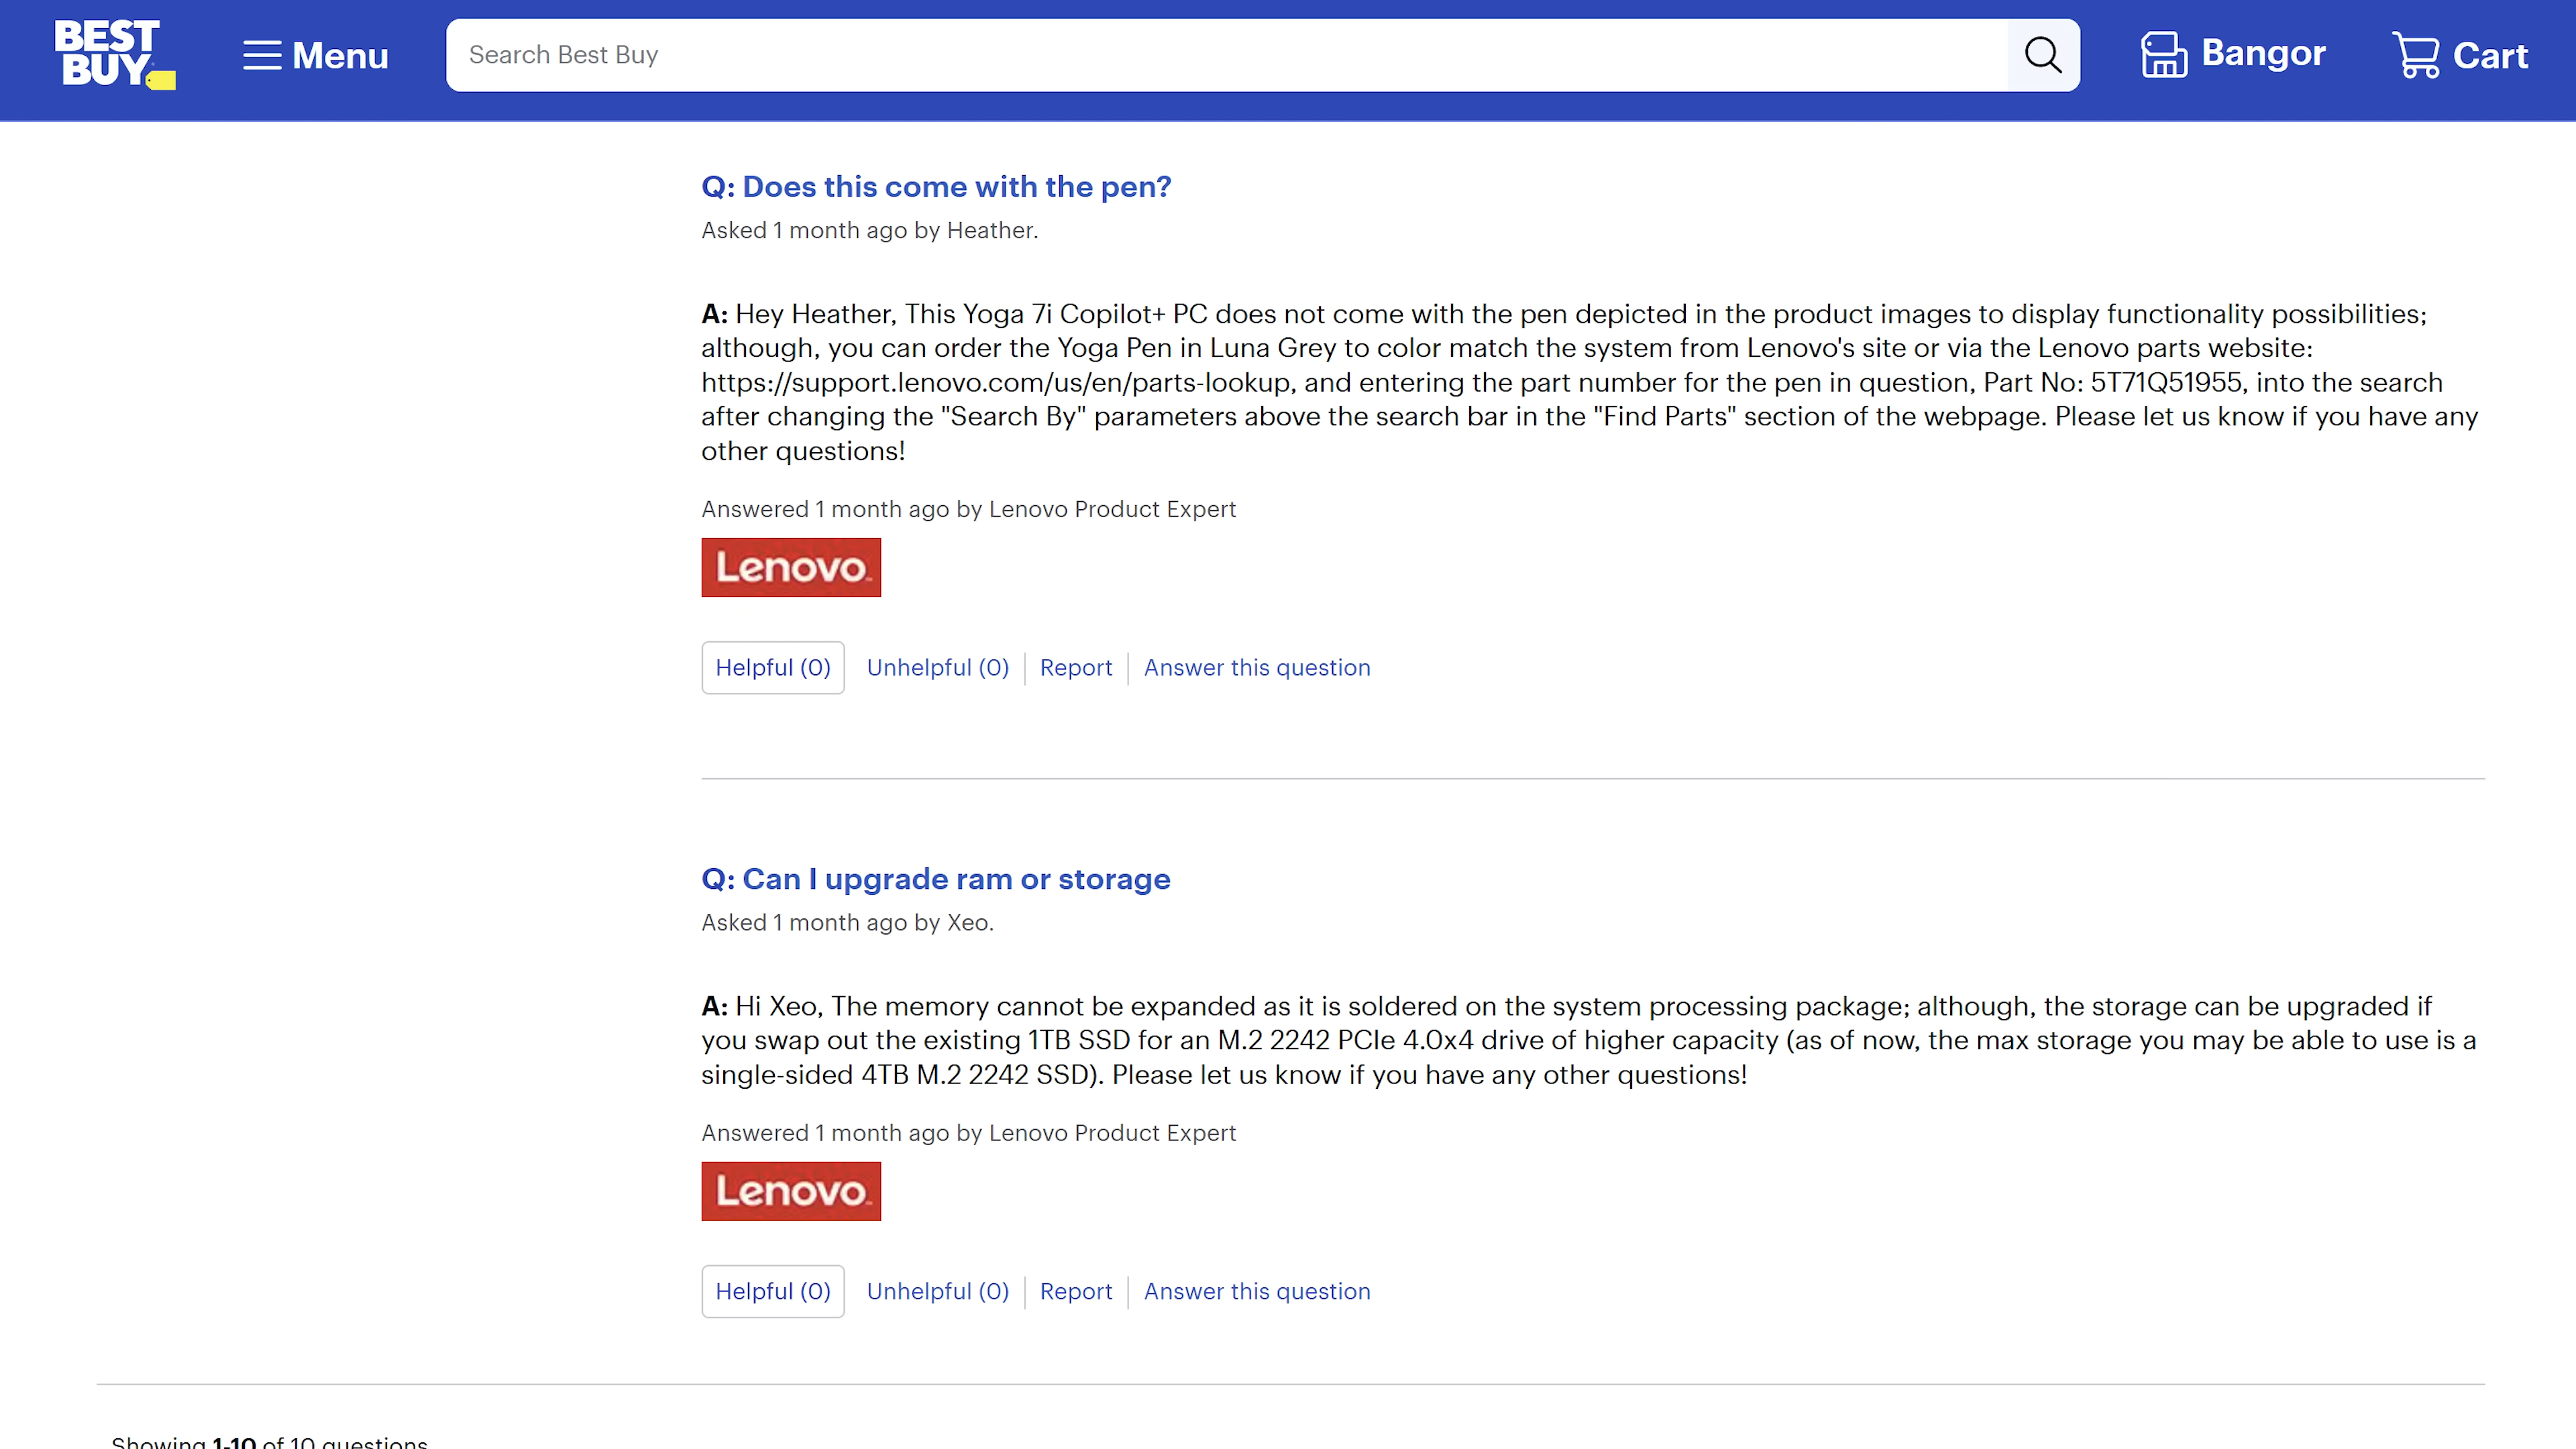 BEST
BUY
Menu
Search Best Buy
Bangor
Cart
Q: Does this come with the pen?
Asked 1 month ago by Heather.
A: Hey Heather, This Yoga 7i Copilot+ PC does not come with the pen depicted in the product images to display functionality possibilities;
although, you can order the Yoga Pen in Luna Grey to color match the system from Lenovo's site or via the Lenovo parts website:
https://support.lenovo.com/us/en/parts-lookup, and entering the part number for the pen in question, Part No: 5T71Q51955, into the search
after changing the "Search By" parameters above the search bar in the "Find Parts" section of the webpage. Please let us know if you have any
other questions!
Answered 1 month ago by Lenovo Product Expert
Lenovo
Helpful (0) Unhelpful (0) Report Answer this question
Q: Can I upgrade ram or storage
Asked 1 month ago by Xeo.
A: Hi Xeo, The memory cannot be expanded as it is soldered on the system processing package; although, the storage can be upgraded if
you swap out the existing 1TB SSD for an M.2 2242 PCIe 4.0x4 drive of higher capacity (as of now, the max storage you may be able to use is a
single-sided 4TB M.2 2242 SSD). Please let us know if you have any other questions!
Answered 1 month ago by Lenovo Product Expert
Lenovo
Helpful (0) Unhelpful (0) Report Answer this question
Showing 1-10 of 10 questions